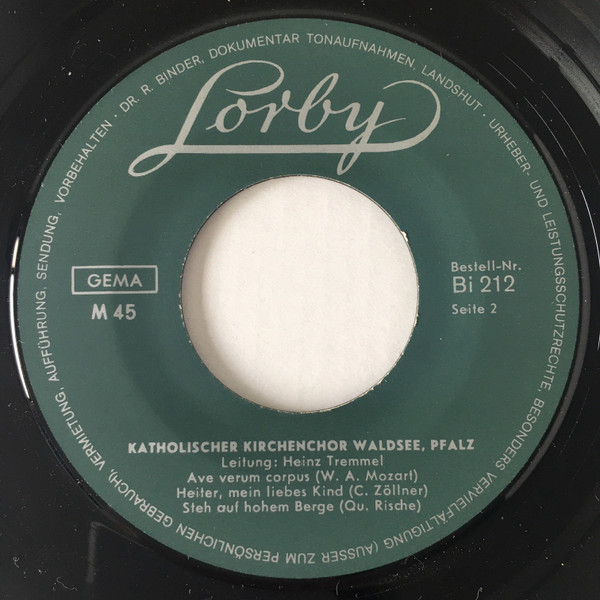 DR. R. BINDER, DOKUMENTAR TONAUFNAHMEN, LANDSHUT · URHEBER- UND LEISTUNGSSCHUTZRECHTE, BESONDERS VERVIELFÄLTIGUNG (AUSSER ZUM PERSÖNLICHEN GEBRAUCH), VERMIETUNG, AUFFÜHRUNG, SENDUNG, VORBEHALTEN ·
Lorby
GEMA
M 45
Bestell-Nr.
Bi 212
Seite 2
KATHOLISCHER KIRCHENCHOR WALDSEE, PFALZ
Leitung: Heinz Tremmel
Ave verum corpus (W. A. Mozart)
Heiter, mein liebes Kind (C. Zöllner)
Steh auf hohem Berge (Qu. Rische)